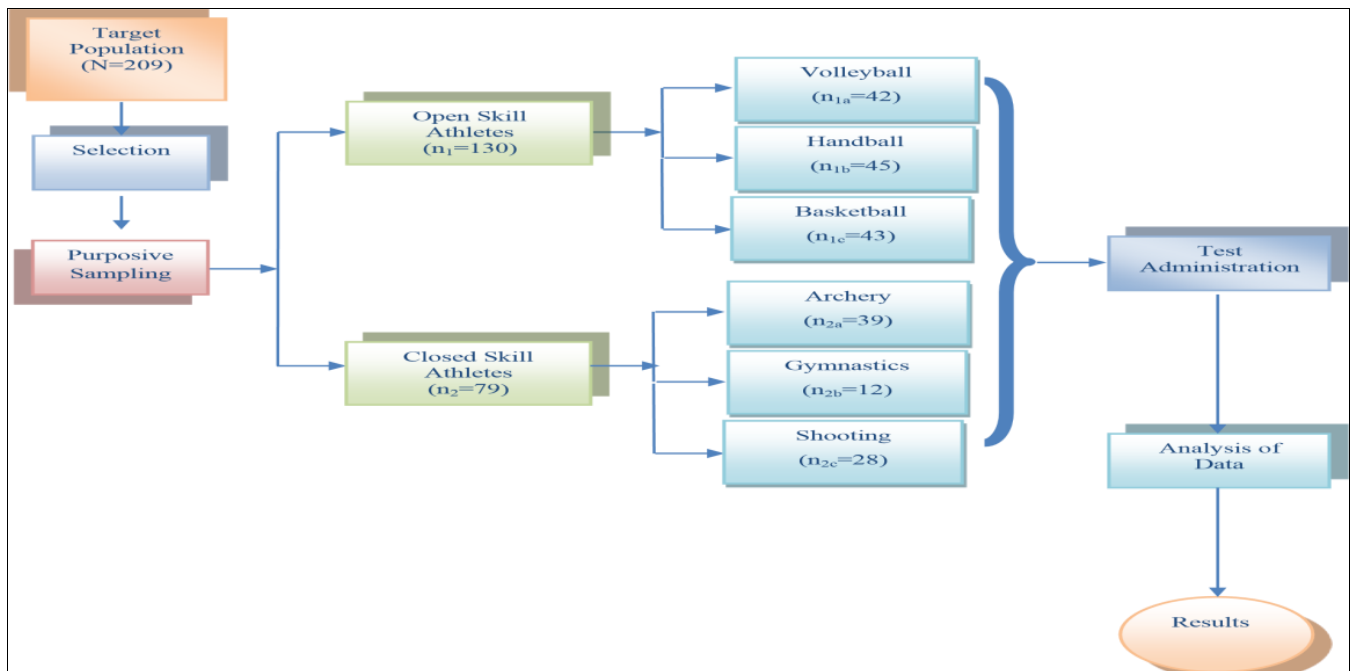 Target
Population
(N=209)
Selection
Purposive
Sampling
Open Skill
Athletes
(n₁=130)
Closed Skill
Athletes
(n₂=79)
Volleyball
(n₁ₐ=42)
Handball
(n₁b=45)
Basketball
(n₁c=43)
Archery
(n₂ₐ=39)
Gymnastics
(n₂b=12)
Shooting
(n₂c=28)
Test
Administration
Analysis of
Data
Results